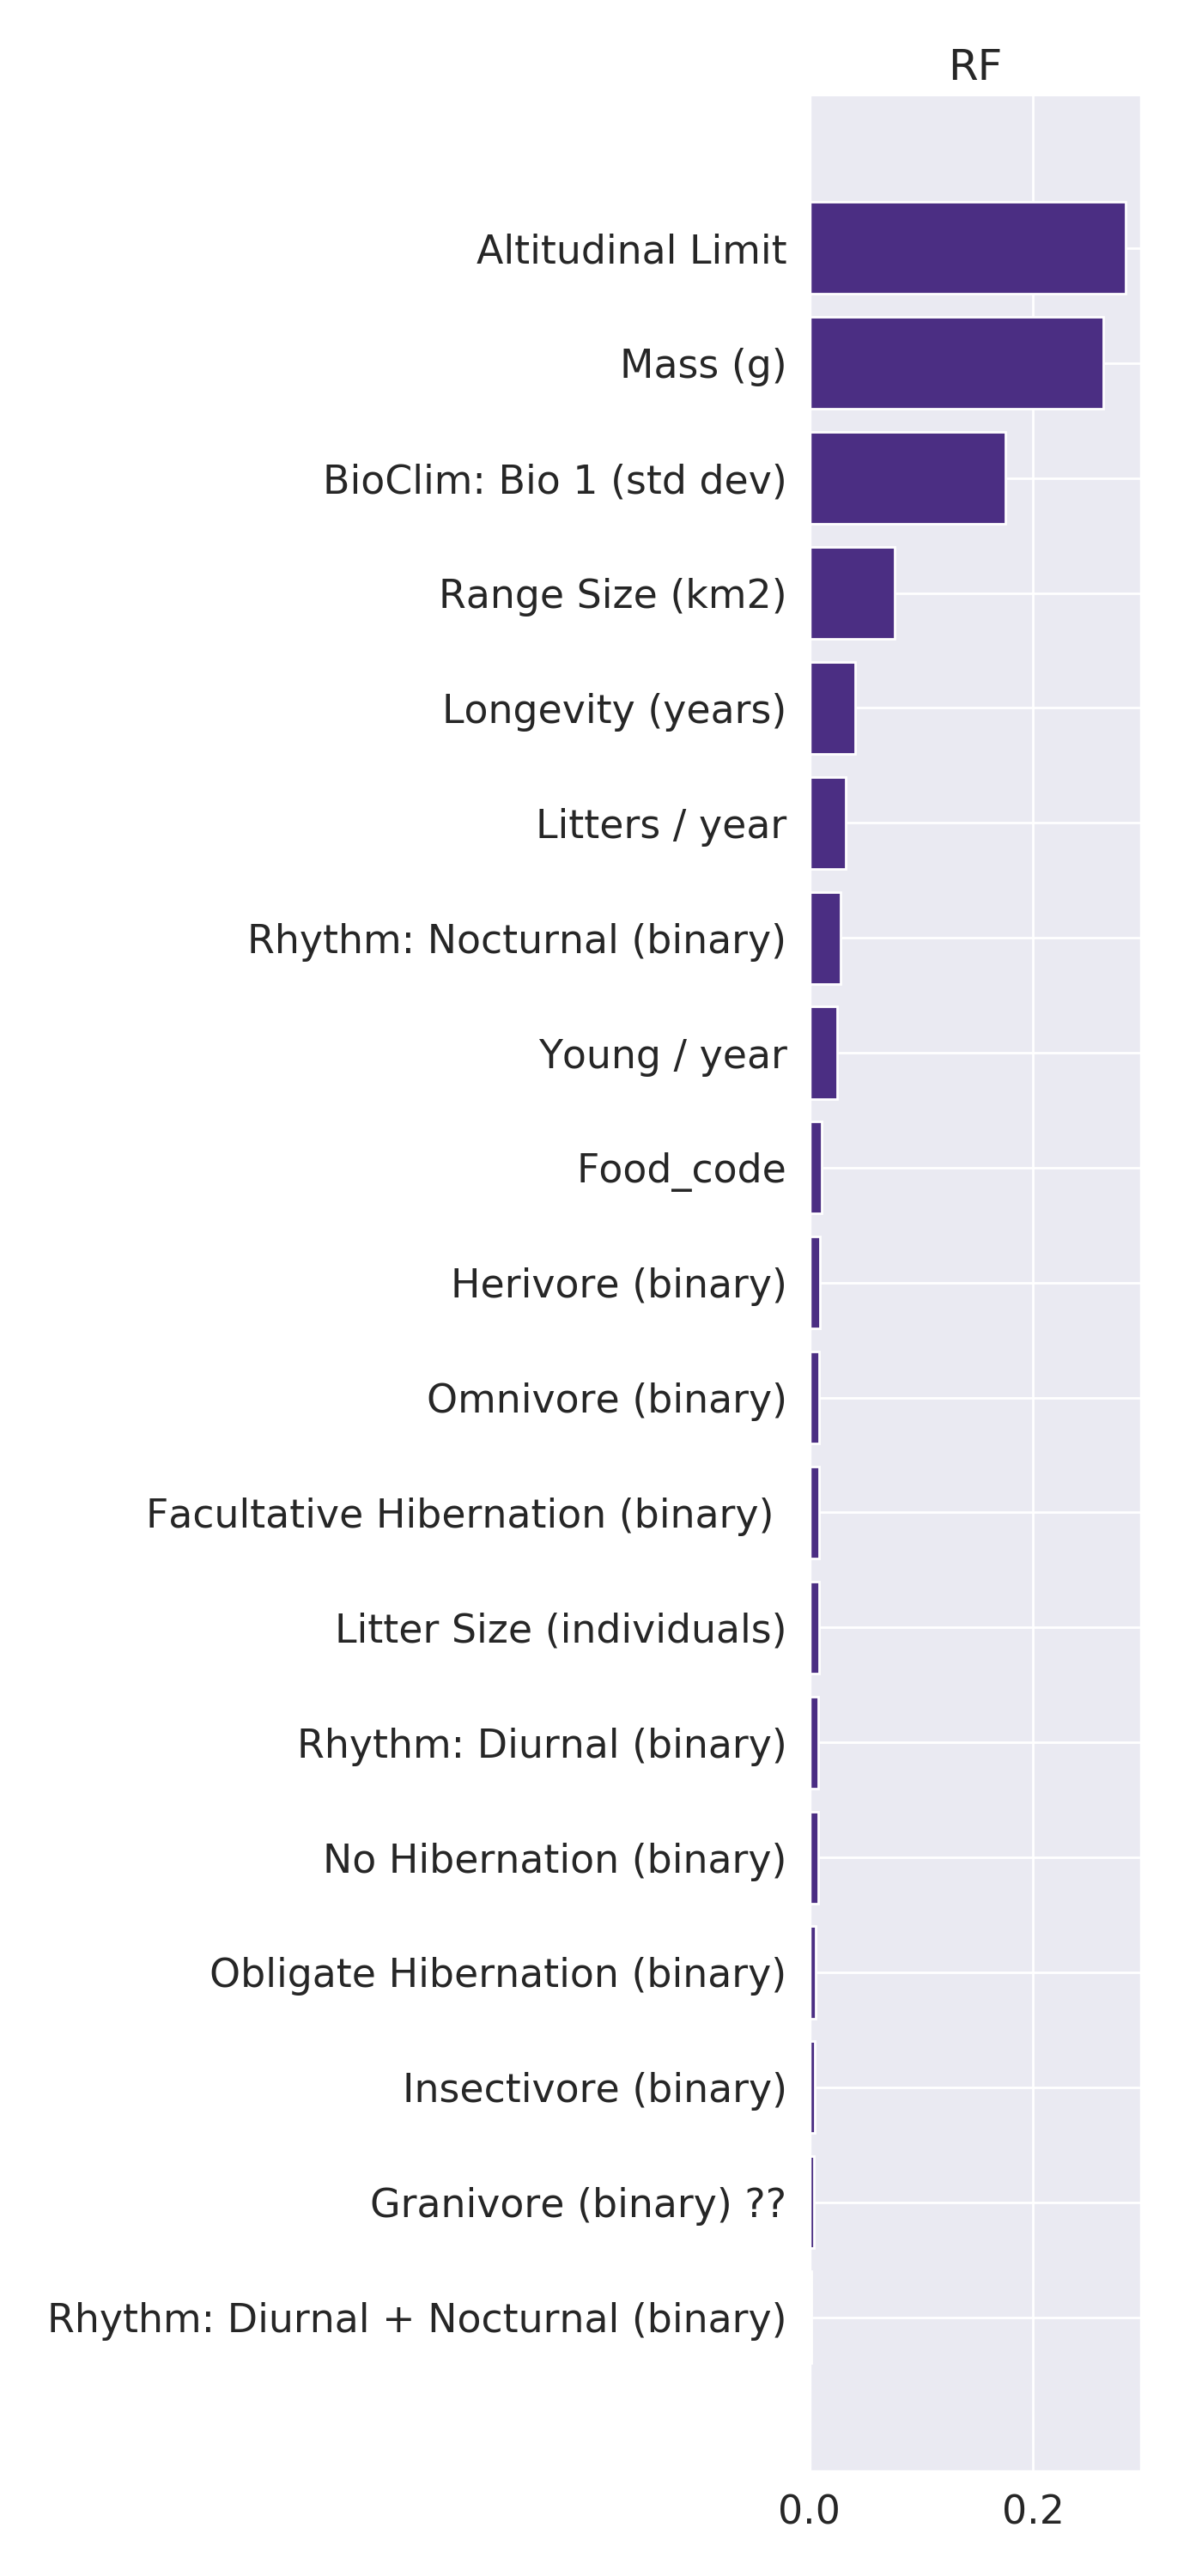 RF
Altitudinal Limit
Mass (g)
BioClim: Bio 1 (std dev)
Range Size (km2)
Longevity (years)
Litters / year
Rhythm: Nocturnal (binary)
Young / year
Food_code
Herivore (binary)
Omnivore (binary)
Facultative Hibernation (binary)
Litter Size (individuals)
Rhythm: Diurnal (binary)
No Hibernation (binary)
Obligate Hibernation (binary)
Insectivore (binary)
Granivore (binary) ??
Rhythm: Diurnal + Nocturnal (binary)
0.0 0.2